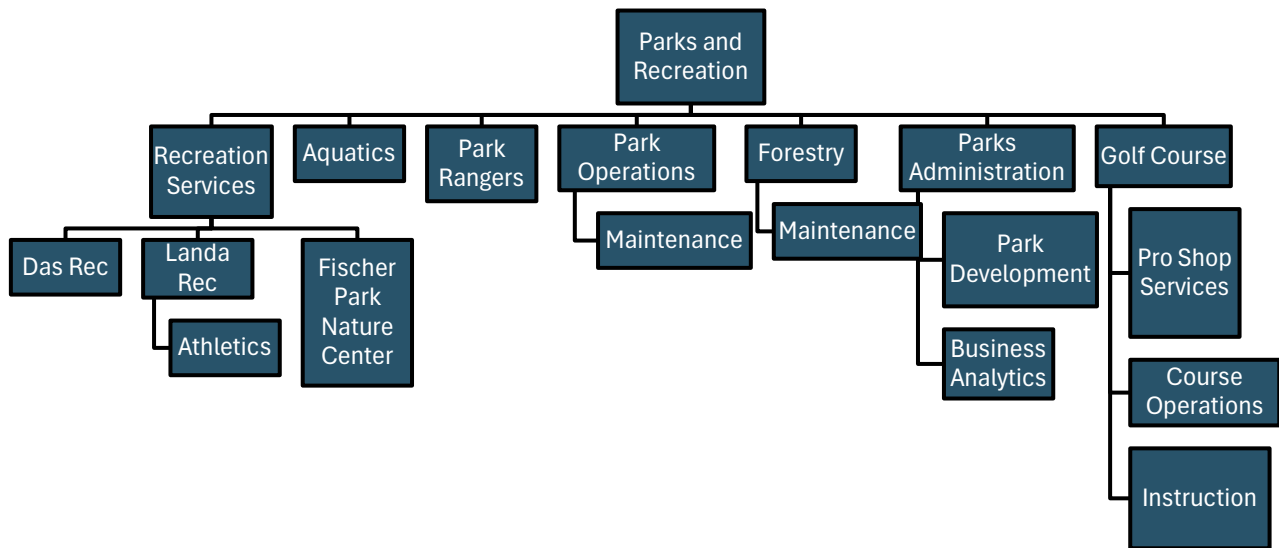 Parks and
Recreation
Recreation
Services
Aquatics
Park
Rangers
Park
Operations
Forestry
Parks
Administration
Golf Course
Das Rec
Landa
Rec
Athletics
Fischer
Park
Nature
Center
Maintenance
Maintenance
Park
Development
Business
Analytics
Pro Shop
Services
Course
Operations
Instruction